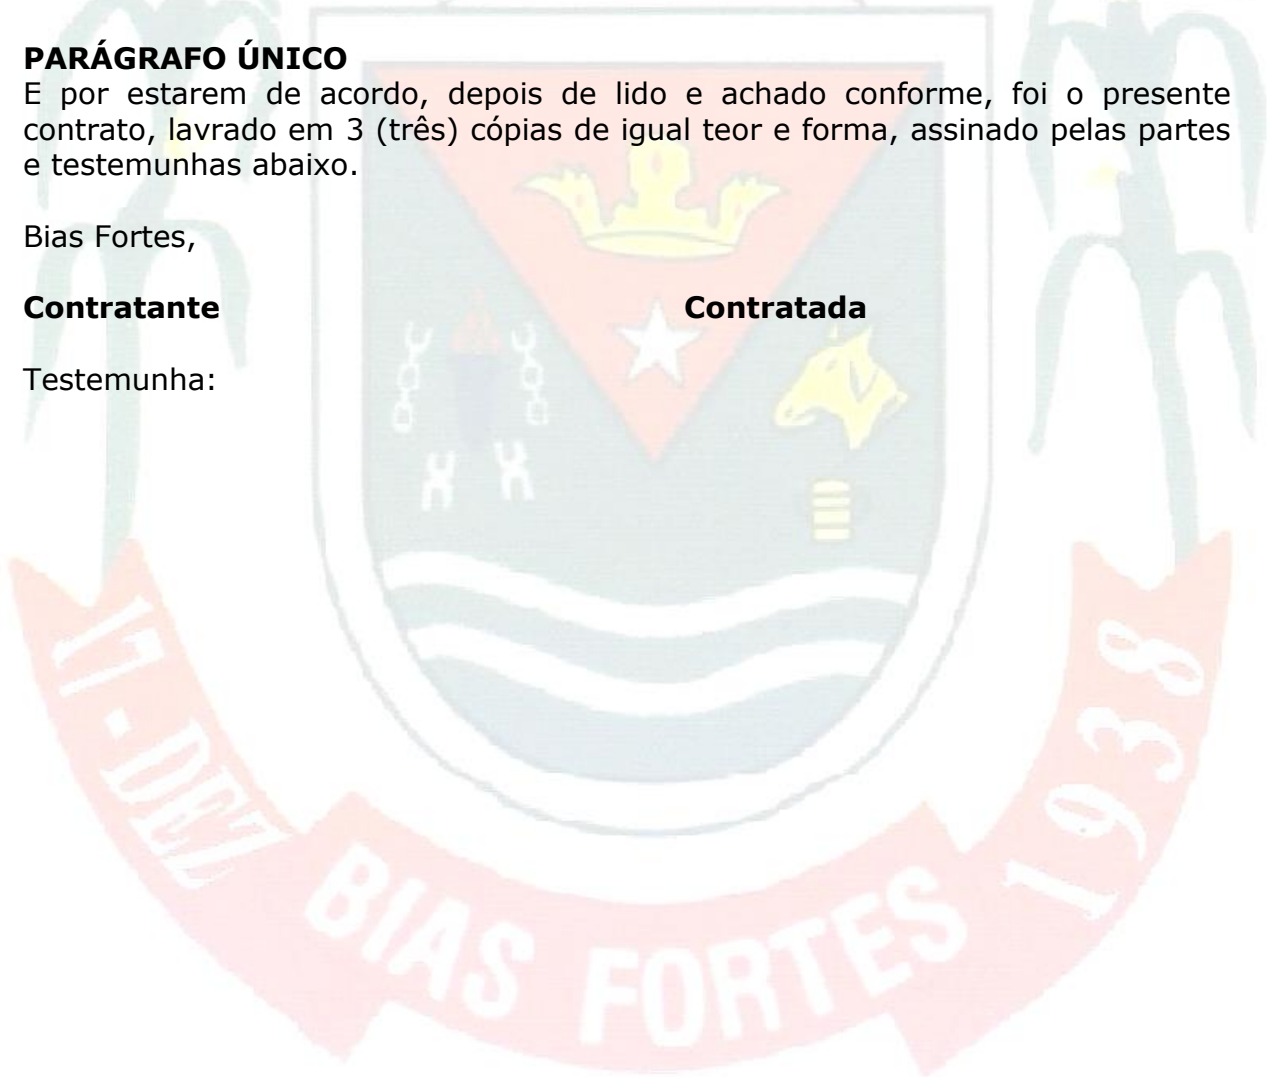 PARÁGRAFO ÚNICO
E por estarem de acordo, depois de lido e achado conforme, foi o presente
contrato, lavrado em 3 (três) cópias de igual teor e forma, assinado pelas partes
e testemunhas abaixo.
Bias Fortes,
Contratante Contratada
Testemunha:
17 - DEZ BIAS FORTES 1938